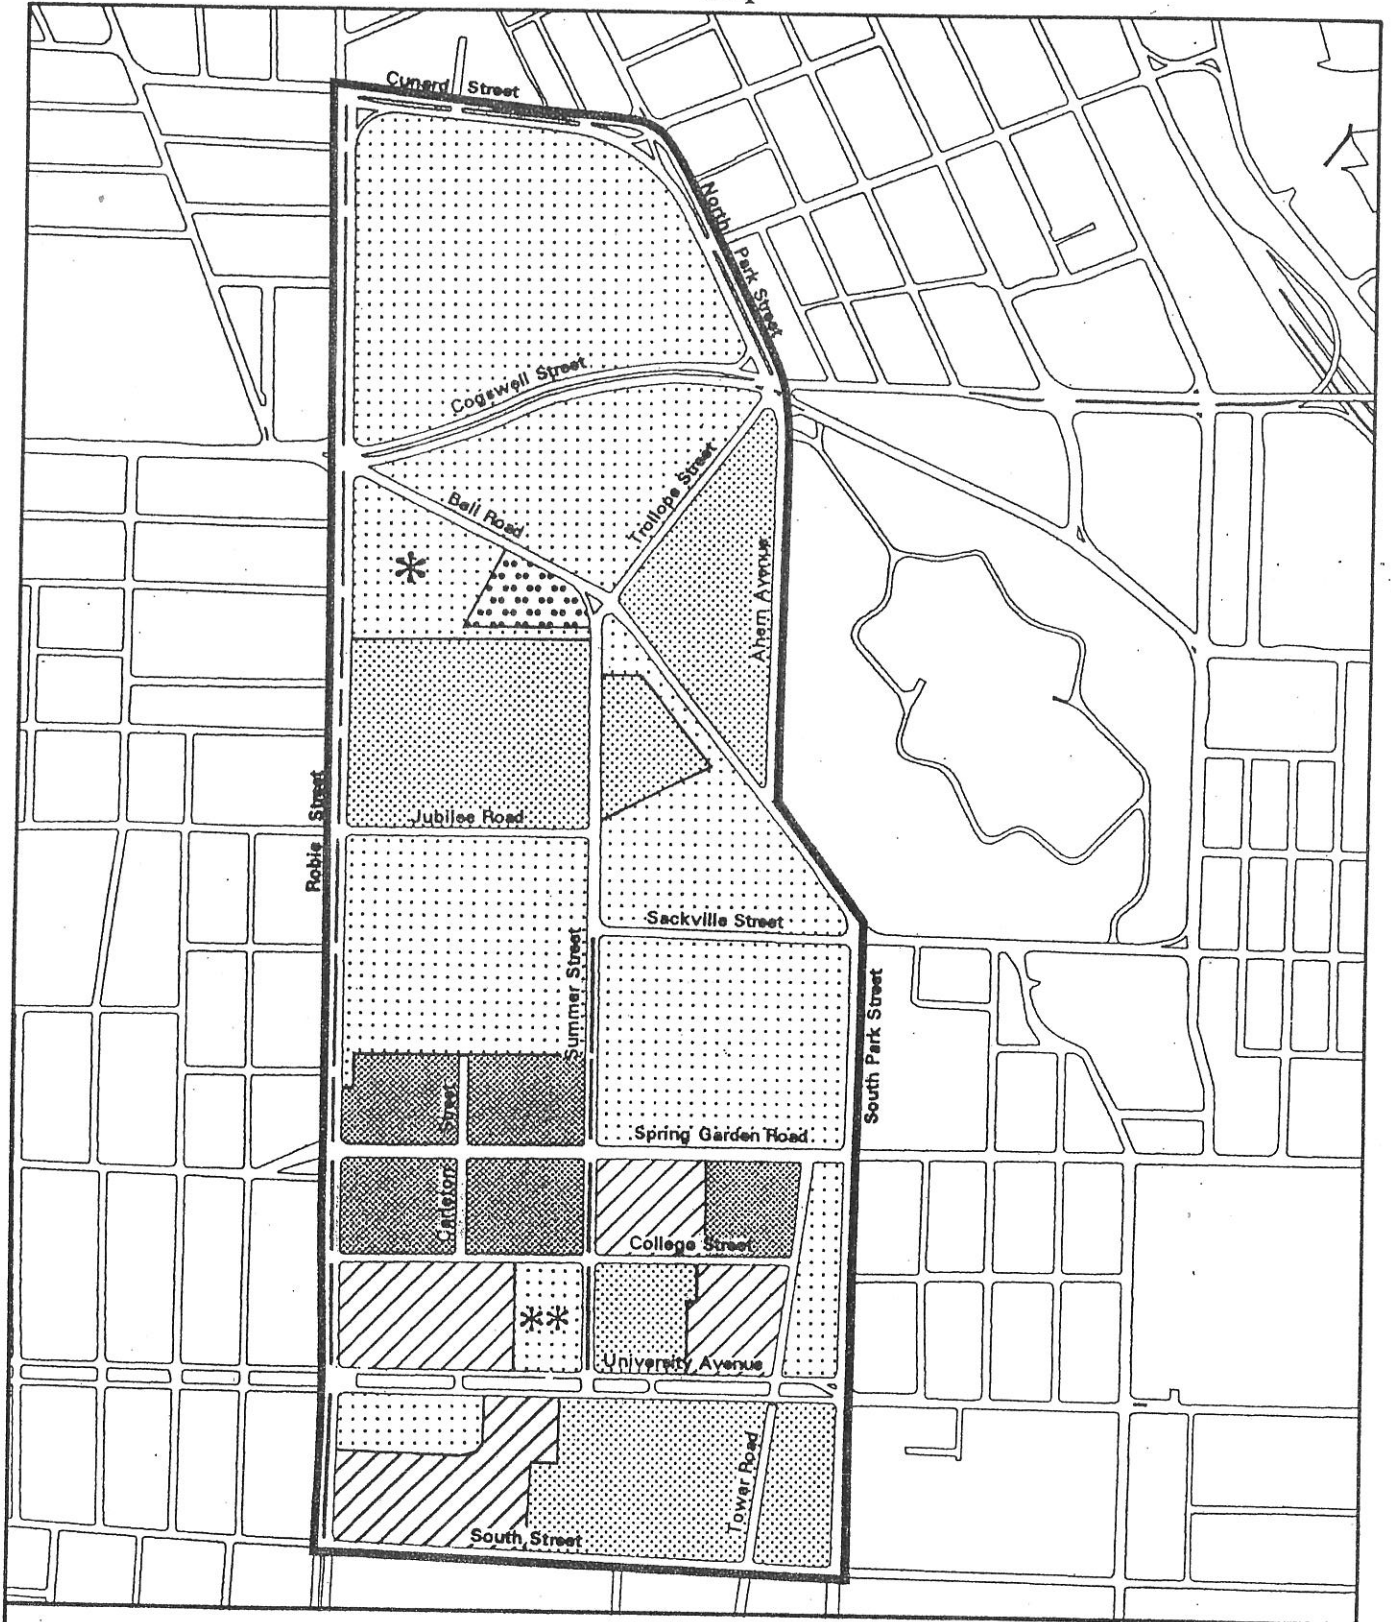 Cunard Street
North Park Street
Cogswell Street
Bell Road
Trollope Street
*
Ahern Avenue
Robie Street
Jubilee Road
Sackville Street
Summer Street
South Park Street
Spring Garden Road
Carleton Street
College Street
**
University Avenue
Tower Road
South Street